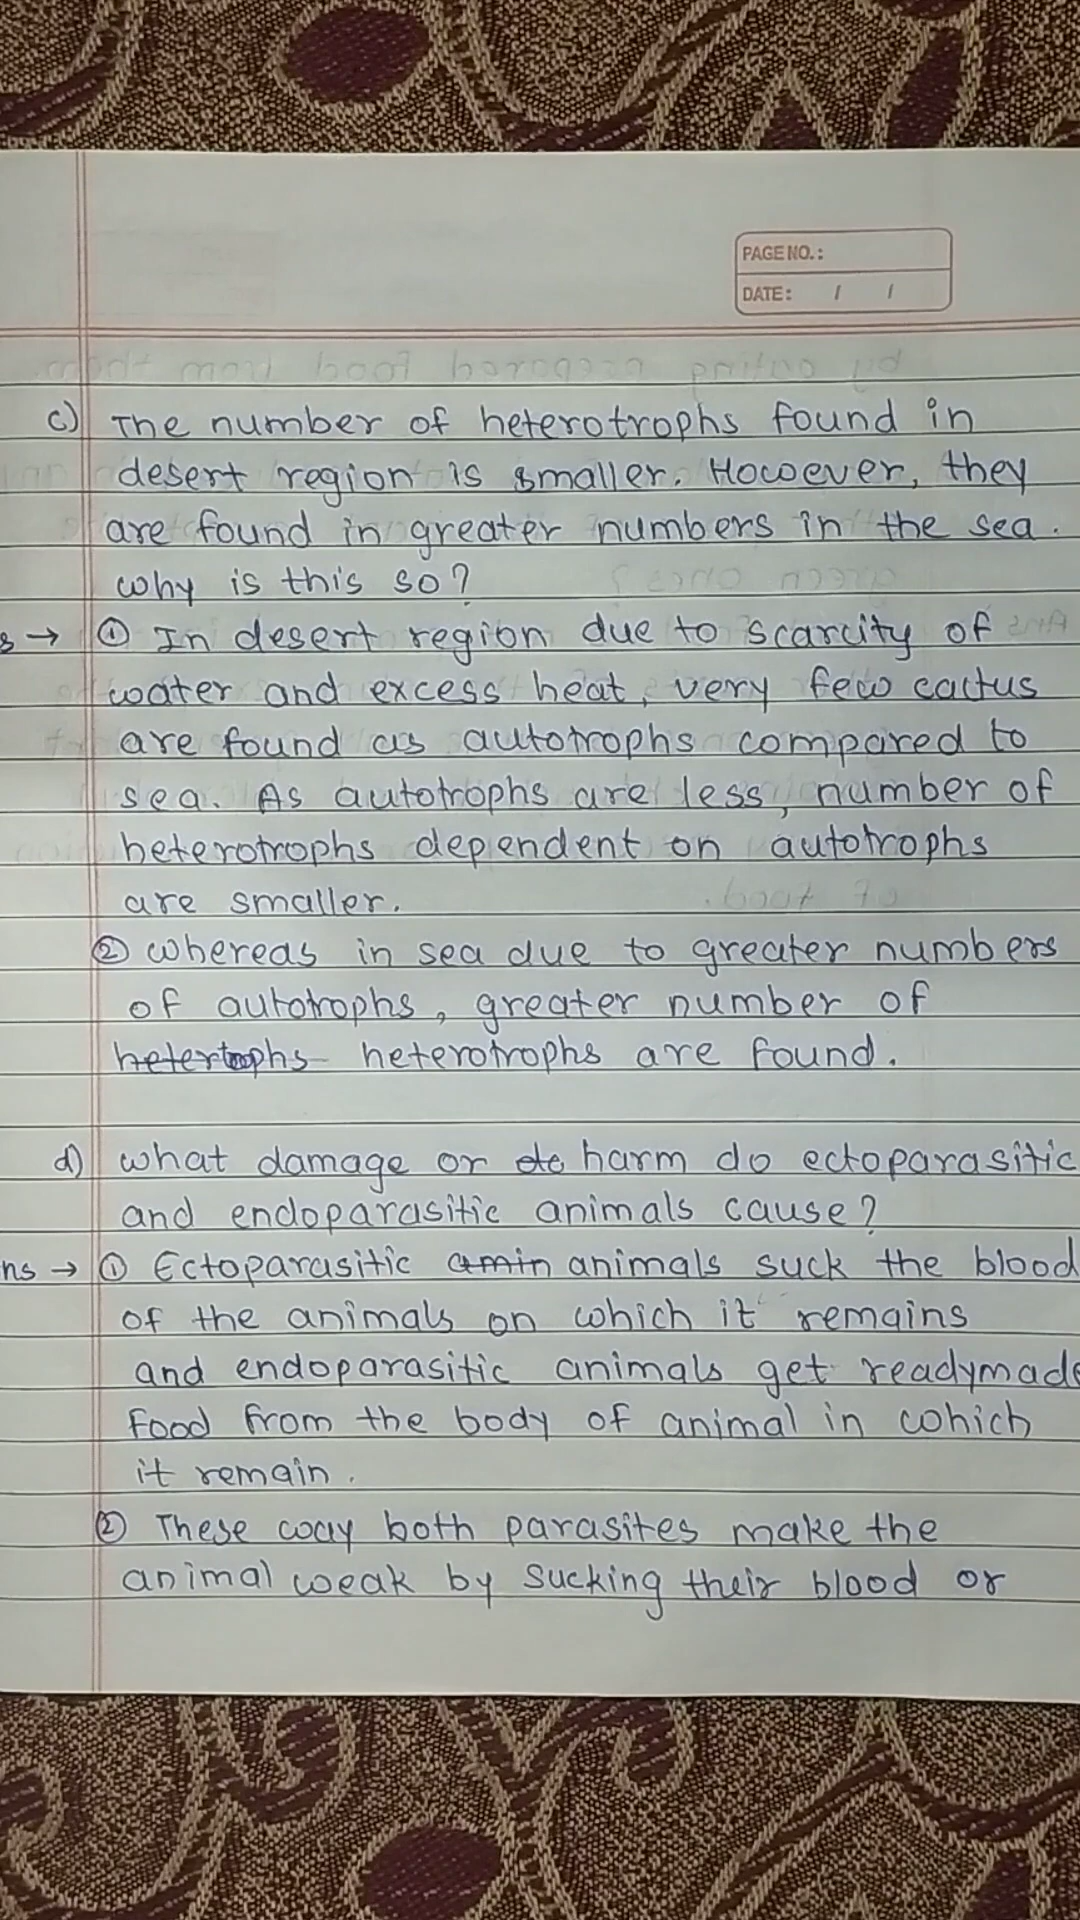 PAGE NO.:
DATE: / /
c) The number of heterotrophs found in
desert region is smaller. However, they
are found in greater numbers in the sea.
why is this so?
s → ① In desert region due to scarcity of
water and excess heat, very few cactus
are found as autotrophs compared to
sea. As autotrophs are less, number of
heterotrophs dependent on autotrophs
are smaller.
② whereas in sea due to greater numbers
of autotrophs, greater number of
hetertophs heterotrophs are found.
d) what damage or do harm do ectoparasitic
and endoparasitic animals cause?
ns → ① Ectoparasitic amin animals suck the blood
of the animals on which it remains
and endoparasitic animals get readymade
food from the body of animal in which
it remain.
② These way both parasites make the
animal weak by sucking their blood or